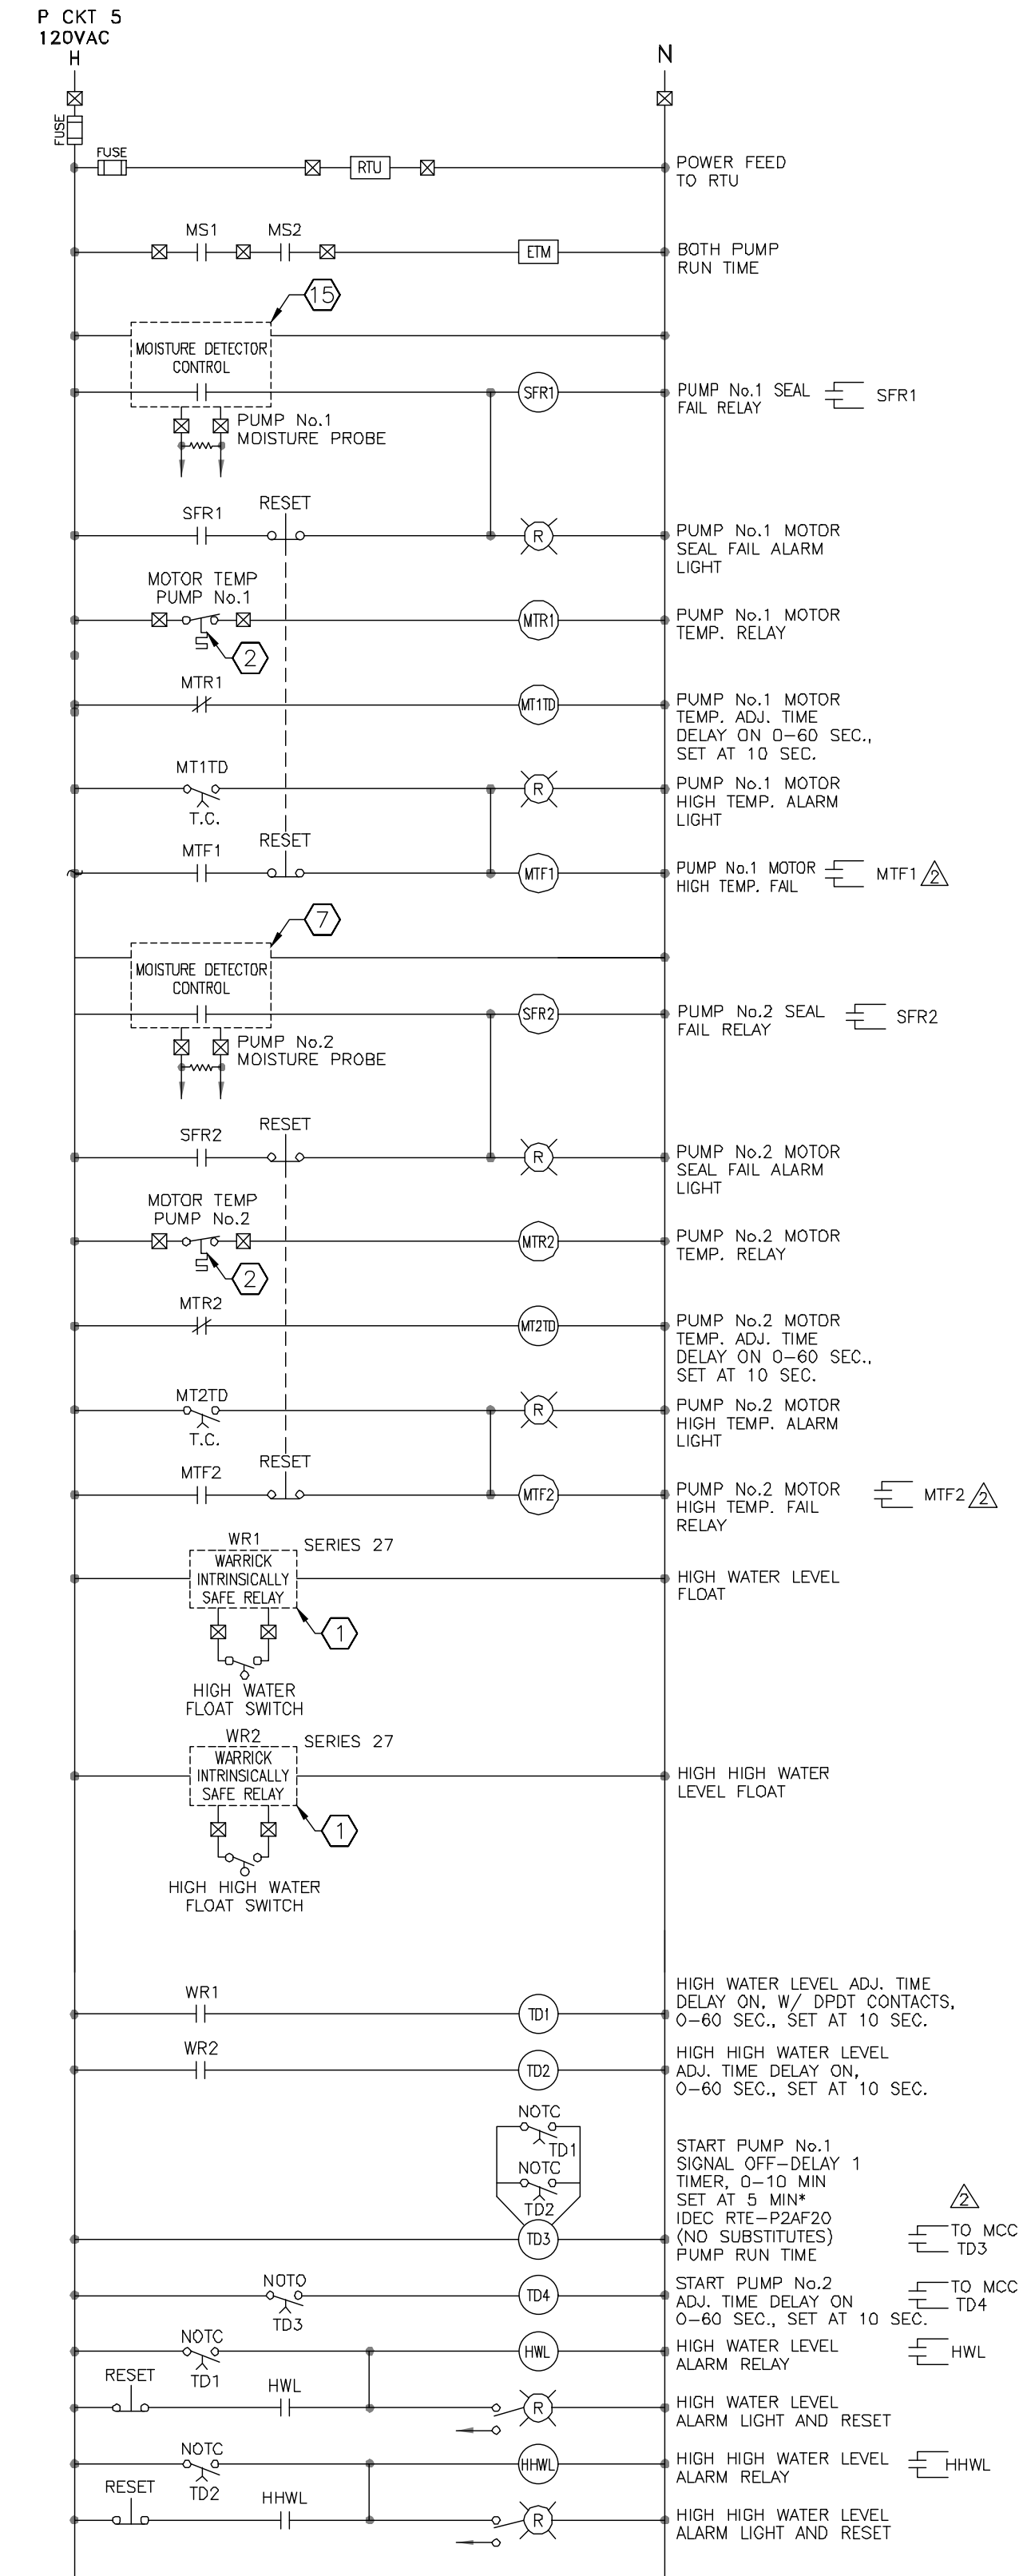 P CKT 5
120VAC
H
N
FUSE
FUSE
RTU
POWER FEED
TO RTU
MS1
MS2
ETM
BOTH PUMP
RUN TIME
15
MOISTURE DETECTOR
CONTROL
SFR1
PUMP No.1 SEAL
FAIL RELAY
SFR1
PUMP No.1
MOISTURE PROBE
SFR1
RESET
R
PUMP No.1 MOTOR
SEAL FAIL ALARM
LIGHT
MOTOR TEMP
PUMP No.1
2
MTR1
PUMP No.1 MOTOR
TEMP. RELAY
MTR1
MT1TD
PUMP No.1 MOTOR
TEMP. ADJ. TIME
DELAY ON 0-60 SEC.,
SET AT 10 SEC.
MT1TD
T.C.
R
PUMP No.1 MOTOR
HIGH TEMP. ALARM
LIGHT
MTF1
RESET
MTF1
PUMP No.1 MOTOR
HIGH TEMP. FAIL
MTF1
2
7
MOISTURE DETECTOR
CONTROL
SFR2
PUMP No.2 SEAL
FAIL RELAY
SFR2
PUMP No.2
MOISTURE PROBE
SFR2
RESET
R
PUMP No.2 MOTOR
SEAL FAIL ALARM
LIGHT
MOTOR TEMP
PUMP No.2
2
MTR2
PUMP No.2 MOTOR
TEMP. RELAY
MTR2
MT2TD
PUMP No.2 MOTOR
TEMP. ADJ. TIME
DELAY ON 0-60 SEC.,
SET AT 10 SEC.
MT2TD
T.C.
R
PUMP No.2 MOTOR
HIGH TEMP. ALARM
LIGHT
MTF2
RESET
MTF2
PUMP No.2 MOTOR
HIGH TEMP. FAIL
RELAY
MTF2
2
WR1
SERIES 27
WARRICK
INTRINSICALLY
SAFE RELAY
1
HIGH WATER LEVEL
FLOAT
HIGH WATER
FLOAT SWITCH
WR2
SERIES 27
WARRICK
INTRINSICALLY
SAFE RELAY
1
HIGH HIGH WATER
LEVEL FLOAT
HIGH HIGH WATER
FLOAT SWITCH
WR1
TD1
HIGH WATER LEVEL ADJ. TIME
DELAY ON, W/ DPDT CONTACTS,
0-60 SEC., SET AT 10 SEC.
WR2
TD2
HIGH HIGH WATER LEVEL
ADJ. TIME DELAY ON,
0-60 SEC., SET AT 10 SEC.
NOTC
TD1
NOTC
TD2
TD3
START PUMP No.1
SIGNAL OFF-DELAY 1
TIMER, 0-10 MIN
SET AT 5 MIN*
IDEC RTE-P2AF20
(NO SUBSTITUTES)
PUMP RUN TIME
2
TO MCC
TD3
NOTO
TD3
TD4
START PUMP No.2
ADJ. TIME DELAY ON
0-60 SEC., SET AT 10 SEC.
TO MCC
TD4
NOTC
TD1
HWL
HIGH WATER LEVEL
ALARM RELAY
HWL
RESET
HWL
R
HIGH WATER LEVEL
ALARM LIGHT AND RESET
NOTC
TD2
HHWL
HIGH HIGH WATER LEVEL
ALARM RELAY
HHWL
RESET
HHWL
R
HIGH HIGH WATER LEVEL
ALARM LIGHT AND RESET